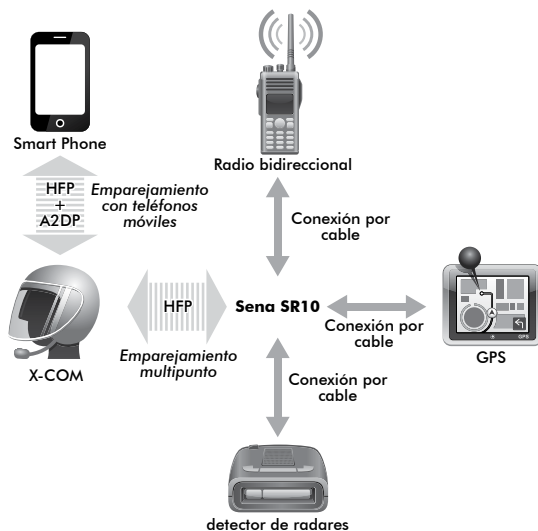 Smart Phone
Radio bidireccional
HFP
+
A2DP
Emparejamiento
con teléfonos
móviles
Conexión por
cable
X-COM
HFP
Emparejamiento
multipunto
Sena SR10
Conexión por
cable
GPS
GPS
Conexión por
cable
detector de radares